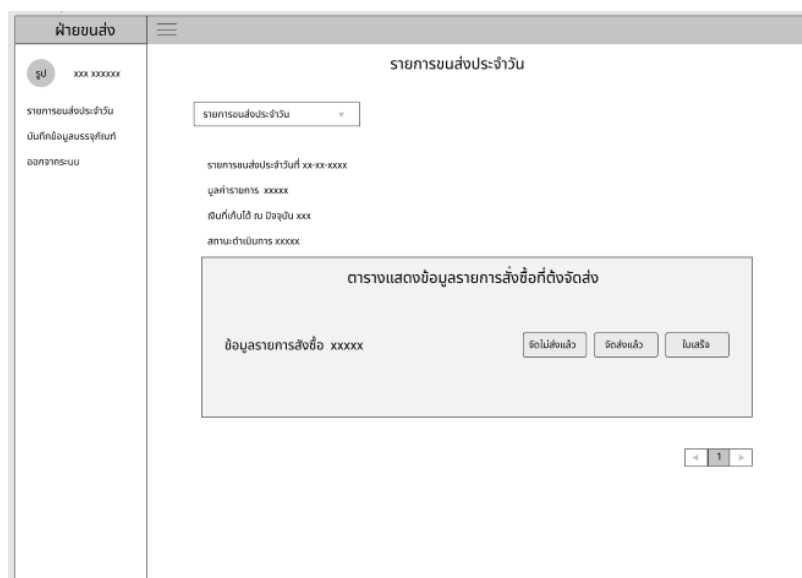 ฝ่ายขนส่ง
รายการขนส่งประจำวัน
รูป xxx xxxxxx
รายการขนส่งประจำวัน
บันทึกข้อมูลบรรจุภัณฑ์
ออกจากระบบ
รายการขนส่งประจำวัน
รายการขนส่งประจำวันที่ xx-xx-xxxx
มูลค่ารายการ xxxxx
เงินที่เก็บได้ ณ ปัจจุบัน xxx
สถานะดำเนินการ xxxxx
ตารางแสดงข้อมูลรายการสั่งซื้อที่ต้งจัดส่ง
ข้อมูลรายการสังซื้อ xxxxx
จัดไม่ส่งแล้ว จัดส่งแล้ว ใบเสร็จ
1